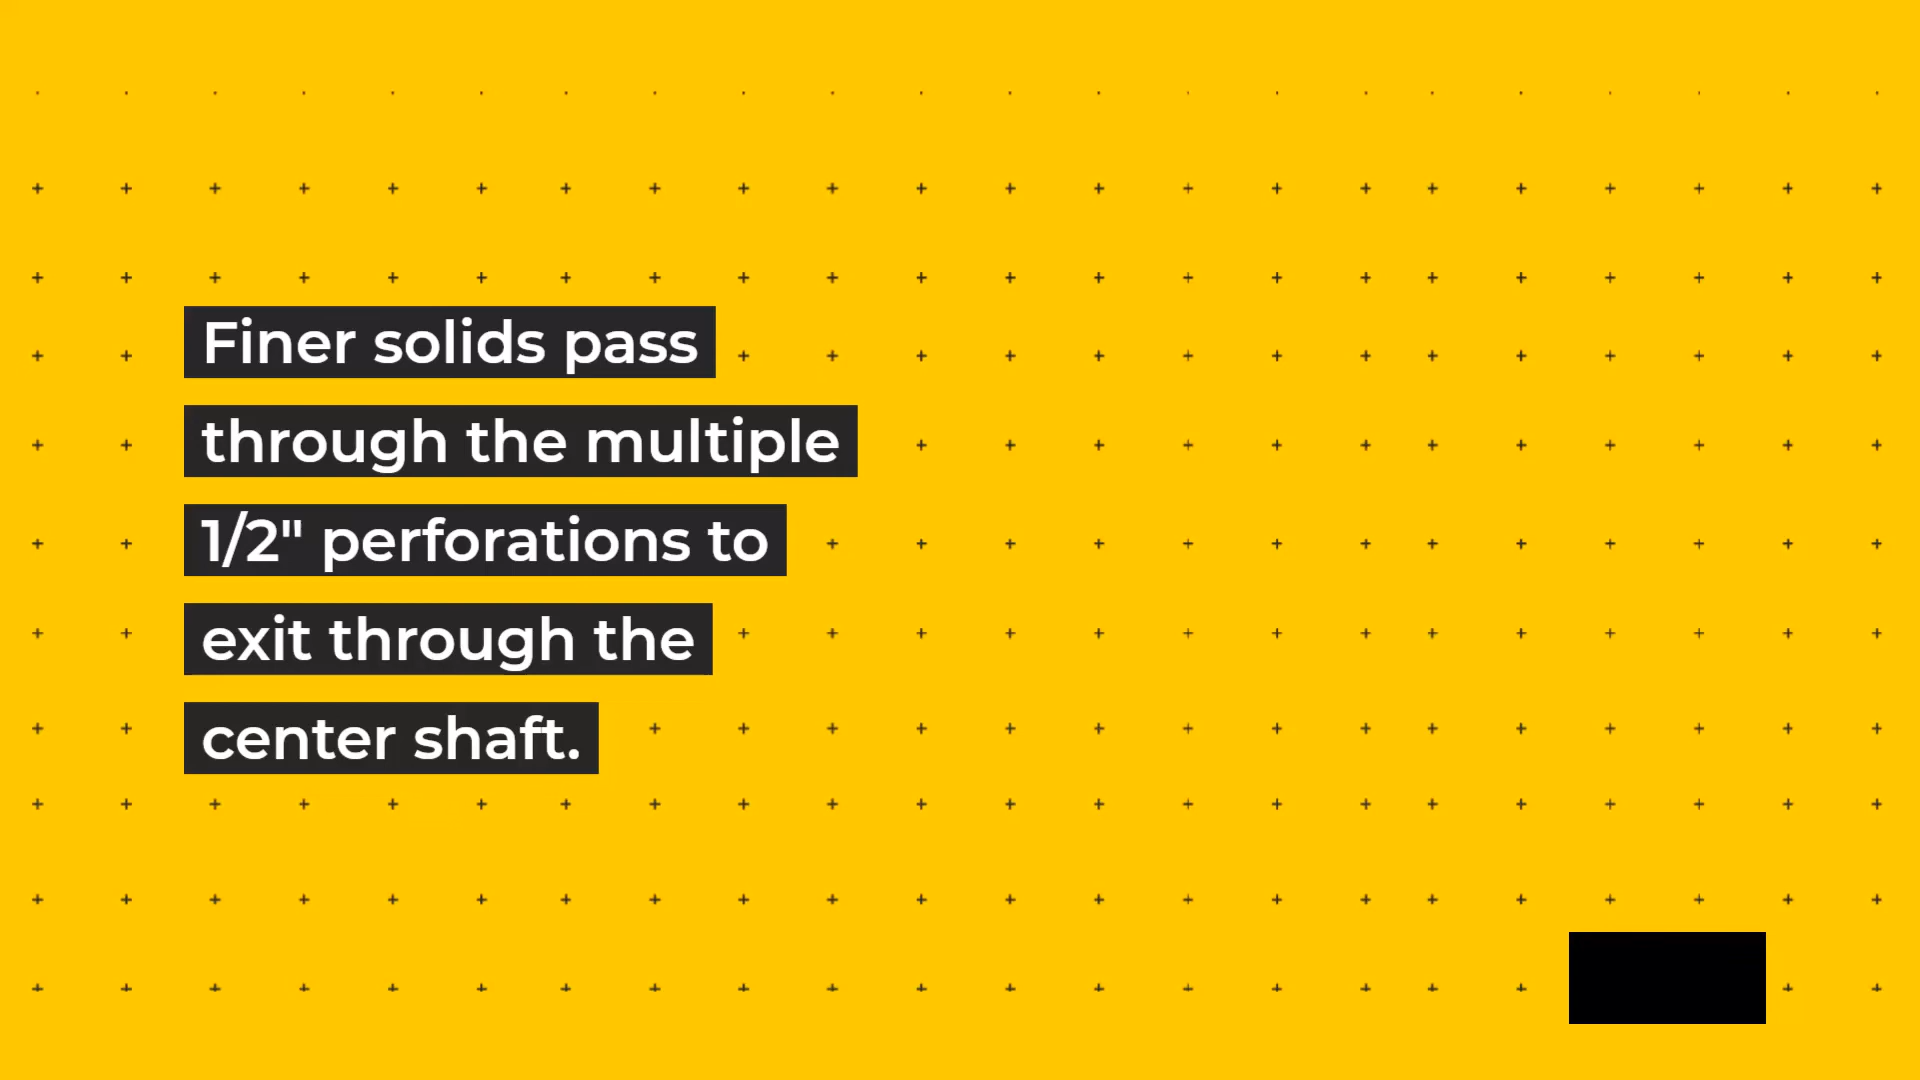 Finer solids pass
through the multiple
1/2" perforations to
exit through the
center shaft.